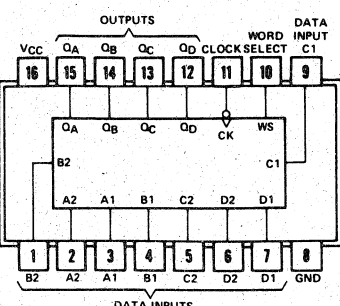 OUTPUTS
DATA INPUT C1
VCC QA QB QC QD CLOCK WORD SELECT
16 15 14 13 12 11 10 9
QA QB QC QD CK WS
B2 C1
A2 A1 B1 C2 D2 D1
1 2 3 4 5 6 7 8
B2 A2 A1 B1 C2 D2 D1 GND
DATA INPUTS